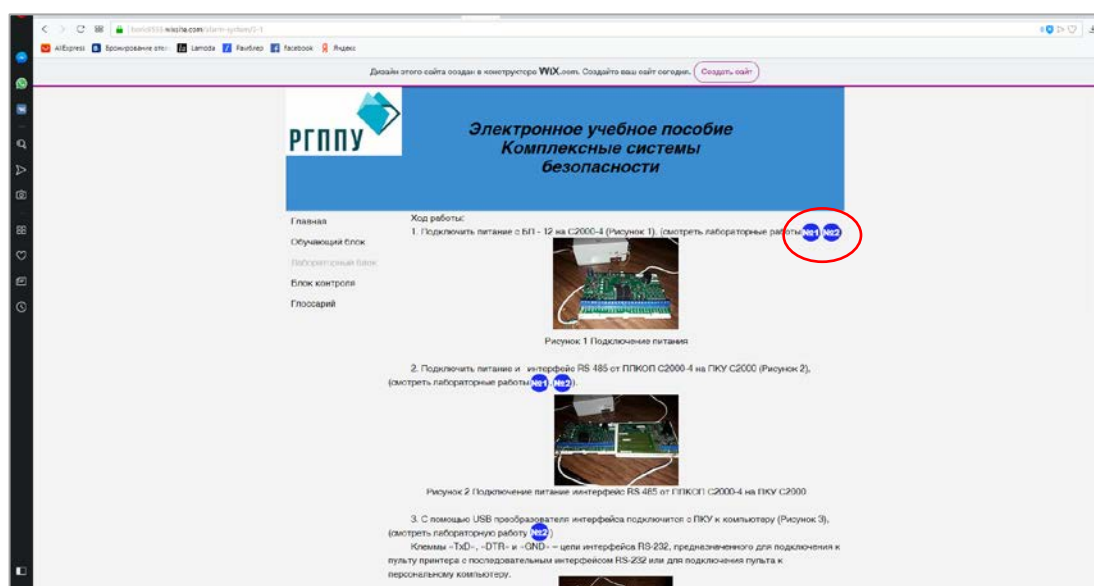 wixsite.com
AliExpress Lamoda Рамблер Facebook Яндекс
Дизайн этого сайта создан в конструкторе WiX.com. Создайте ваш сайт сегодня. Создать сайт
РГППУ
Электронное учебное пособие
Комплексные системы
безопасности
Главная
Обучающий блок
Лабораторный блок
Блок контроля
Глоссарий
Ход работы:
1. Подключить питание с БП - 12 на С2000-4 (Рисунок 1), (смотреть лабораторные работы №1 №2
Рисунок 1 Подключение питания
2. Подключить питание и интерфейс RS 485 от ППКОП С2000-4 на ПКУ С2000 (Рисунок 2),
(смотреть лабораторные работы №1, №2).
Рисунок 2 Подключение питание иинтерфейс RS 485 от ППКОП С2000-4 на ПКУ С2000
3. С помощью USB преобразователя интерфейса подключится с ПКУ к компьютеру (Рисунок 3),
(смотреть лабораторную работу №2)
Клеммы «TxD», «DTR» и «GND» – цепи интерфейса RS-232, предназначенного для подключения к
пульту принтера с последовательным интерфейсом RS-232 или для подключения пульта к
персональному компьютеру.